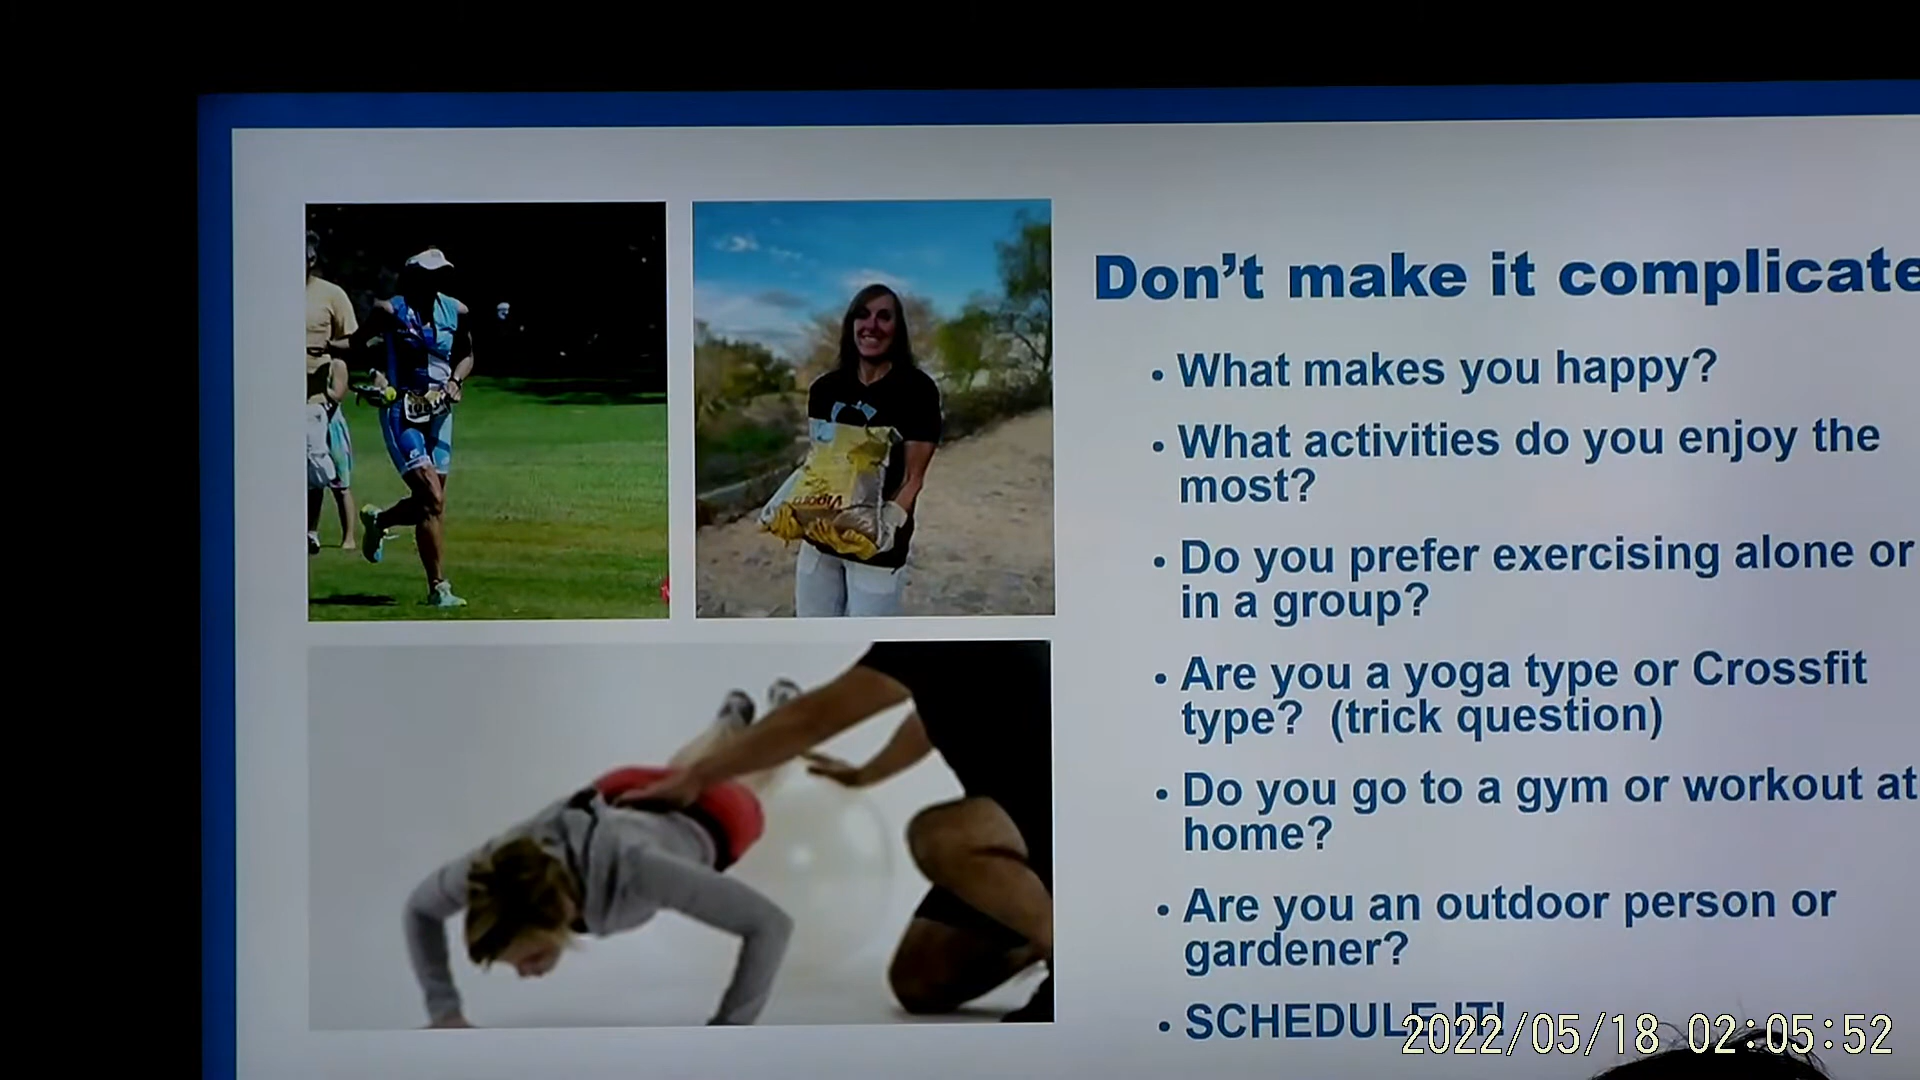 Don't make it complicate
• What makes you happy?
• What activities do you enjoy the
most?
• Do you prefer exercising alone or
in a group?
• Are you a yoga type or Crossfit
type? (trick question)
• Do you go to a gym or workout at
home?
• Are you an outdoor person or
gardener?
• SCHEDULE IT!
2022/05/18 02:05:52
Vigoro